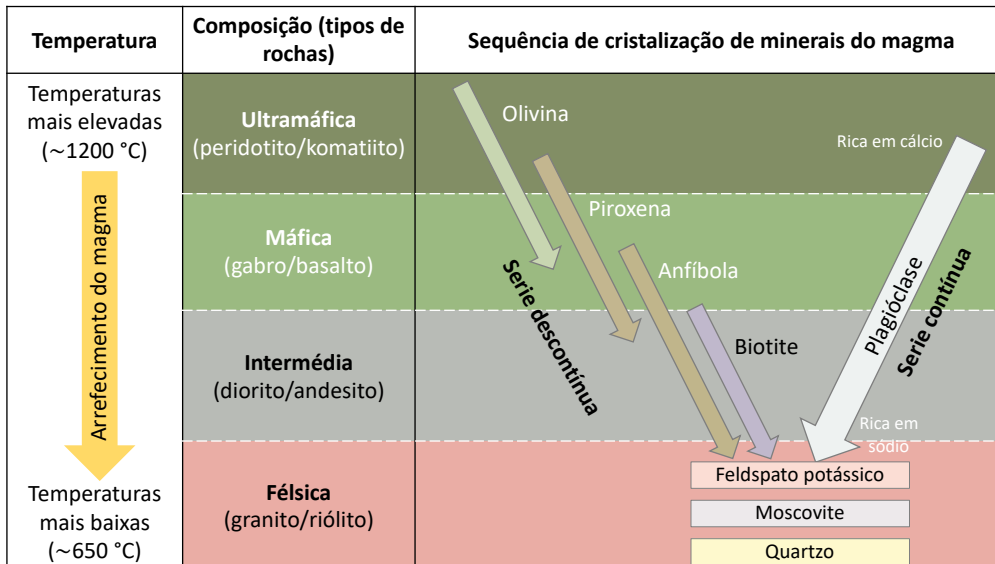 Temperatura
Composição (tipos de
rochas)
Sequência de cristalização de minerais do magma
Temperaturas
mais elevadas
(~1200 °C)
Arrefecimento do magma
Temperaturas
mais baixas
(~650 °C)
Ultramáfica
(peridotito/komatiito)
Máfica
(gabro/basalto)
Intermédia
(diorito/andesito)
Félsica
(granito/riólito)
Olivina
Piroxena
Anfíbola
Biotite
Serie descontínua
Rica em cálcio
Plagióclase
Serie contínua
Rica em
sódio
Feldspato potássico
Moscovite
Quartzo